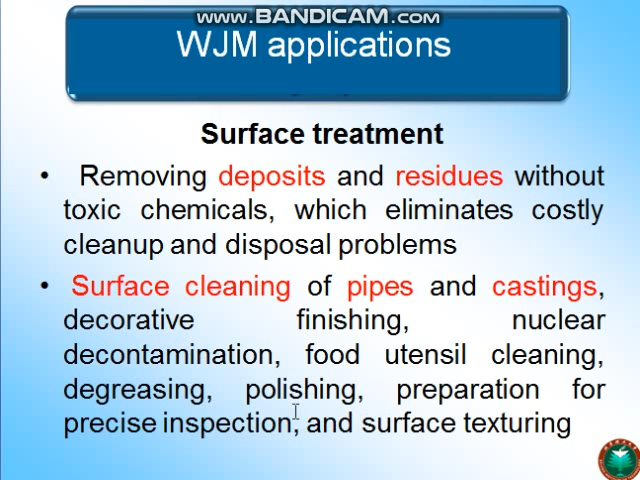 www.BANDICAM.com
WJM applications
Surface treatment
• Removing deposits and residues without
toxic chemicals, which eliminates costly
cleanup and disposal problems
• Surface cleaning of pipes and castings,
decorative finishing, nuclear
decontamination, food utensil cleaning,
degreasing, polishing, preparation for
precise inspection, and surface texturing